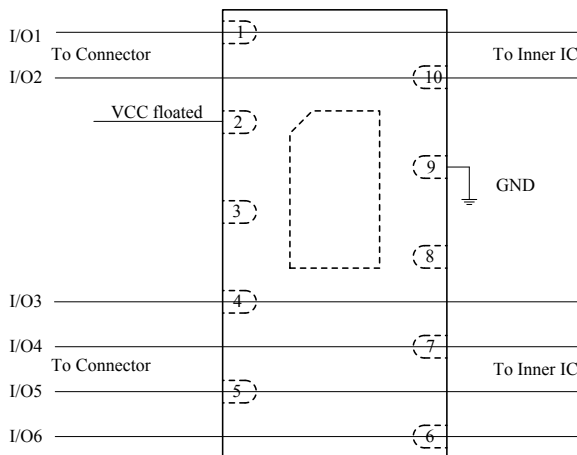 I/O1
1
To Connector
To Inner IC
I/O2
10
VCC floated
2
9
GND
3
8
I/O3
4
I/O4
7
To Connector
To Inner IC
I/O5
5
I/O6
6